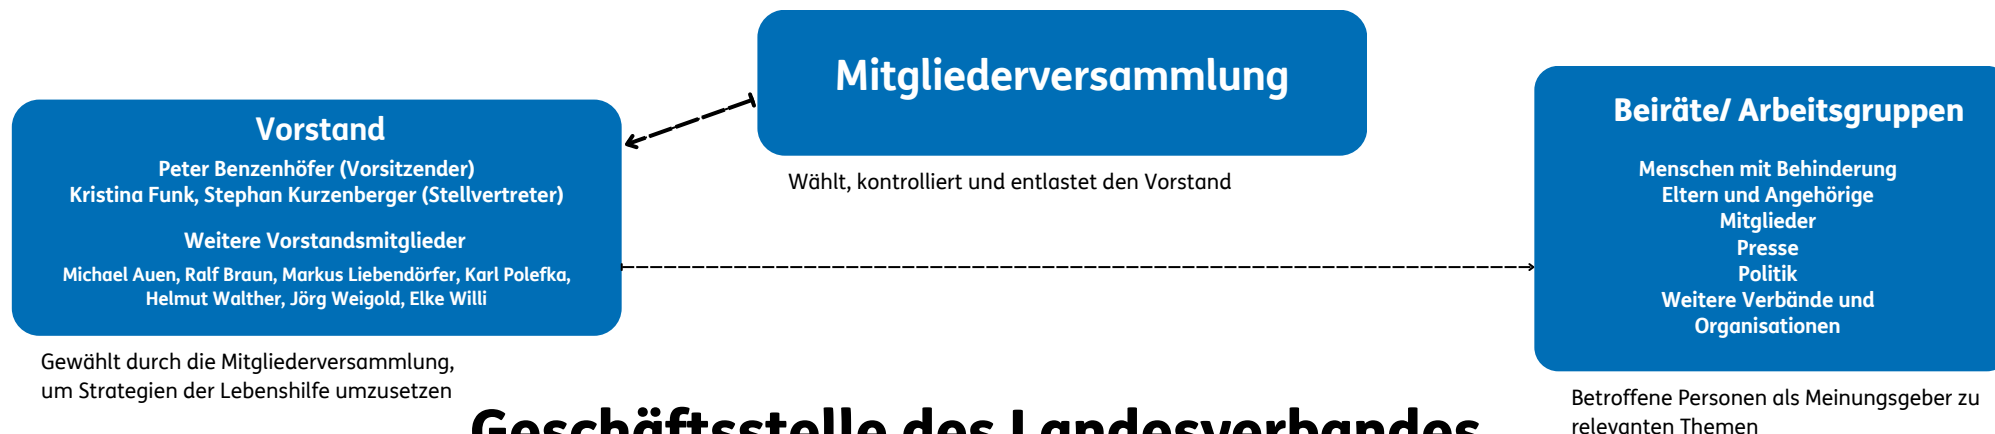 Mitgliederversammlung
Wählt, kontrolliert und entlastet den Vorstand
Vorstand
Peter Benzenhöfer (Vorsitzender)
Kristina Funk, Stephan Kurzenberger (Stellvertreter)
Weitere Vorstandsmitglieder
Michael Auen, Ralf Braun, Markus Liebendörfer, Karl Polefka,
Helmut Walther, Jörg Weigold, Elke Willi
Gewählt durch die Mitgliederversammlung,
um Strategien der Lebenshilfe umzusetzen
Beiräte/ Arbeitsgruppen
Menschen mit Behinderung
Eltern und Angehörige
Mitglieder
Presse
Politik
Weitere Verbände und
Organisationen
Betroffene Personen als Meinungsgeber zu
relevanten Themen
Geschäftsstelle des Landesverbandes